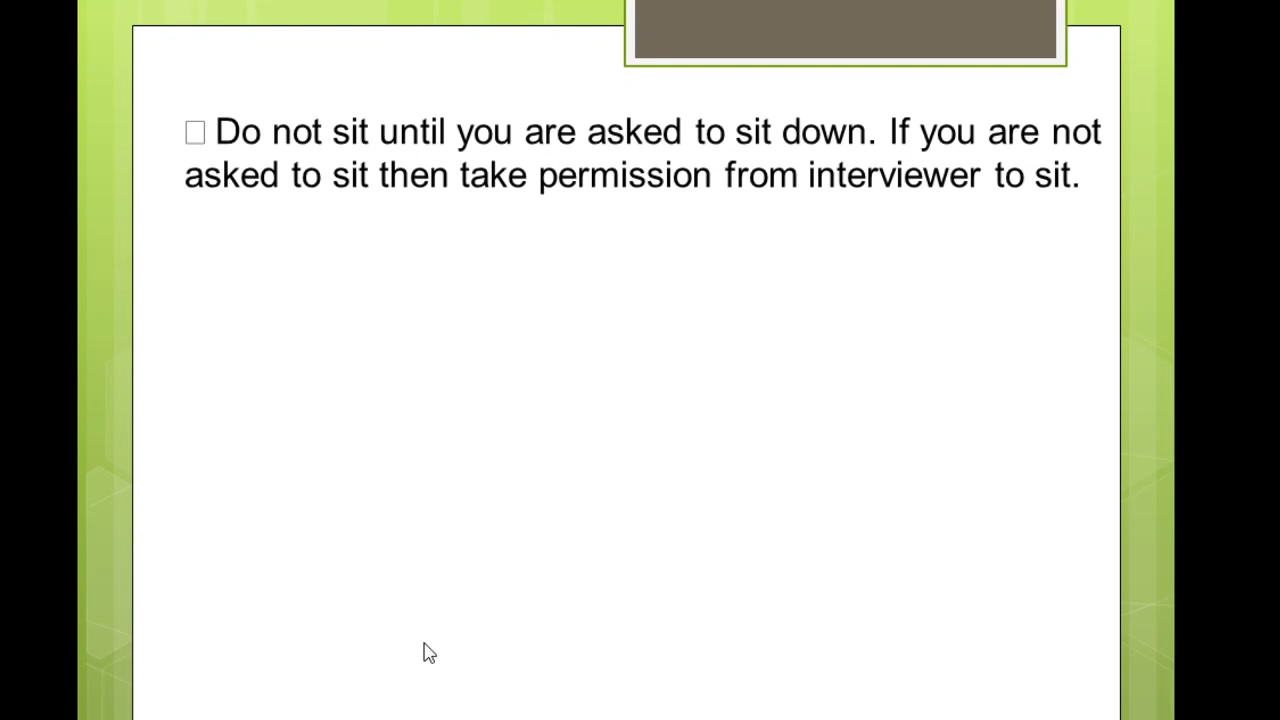 □ Do not sit until you are asked to sit down. If you are not
asked to sit then take permission from interviewer to sit.